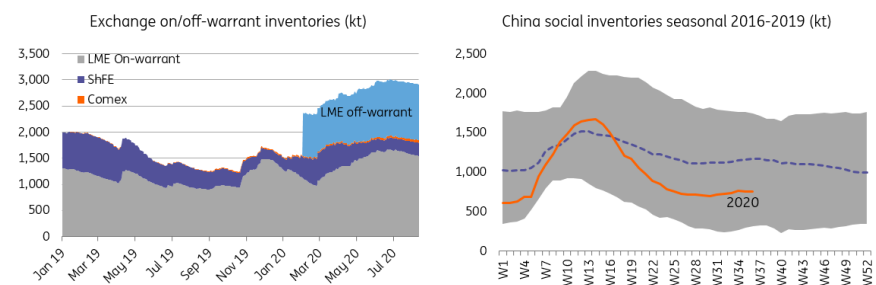 Exchange on/off-warrant inventories (kt)
3,500
3,000
2,500
2,000
1,500
1,000
500
0
LME On-warrant
ShFE
Comex
LME off-warrant
Jan 19
Mar 19
May 19
Jul 19
Sep 19
Nov 19
Jan 20
Mar 20
May 20
Jul 20
China social inventories seasonal 2016-2019 (kt)
2,500
2,000
1,500
1,000
500
0
2020
W1
W4
W7
W10
W13
W16
W19
W22
W25
W28
W31
W34
W37
W40
W43
W46
W49
W52